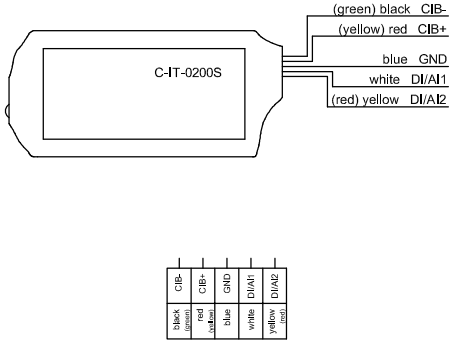 (green) black CIB-
(yellow) red CIB+
blue GND
C-IT-0200S
white DI/AI1
(red) yellow DI/AI2
CIB-
CIB+
GND
DI/AI1
DI/AI2
black
(green)
red
(yellow)
blue
white
yellow
(red)